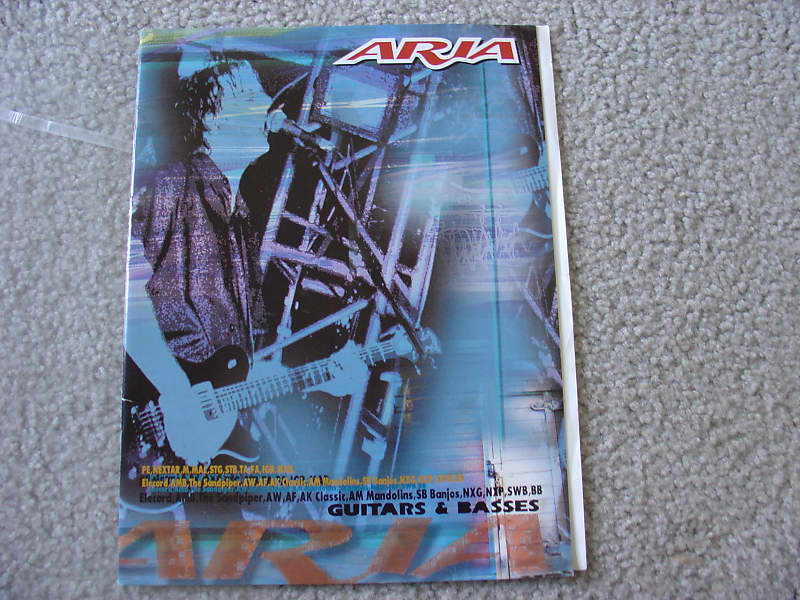 ARIA
PE,NEXTAR,M,MAC,STG,STB,TA,FA,IGB,
Elecord,AMB,The Sandpiper,AW,AF,AK Classic,AM Mandolins,SB Banjos,NXG,NXP,SWB,BB
Elecord,AMB,The Sandpiper,AW,AF,AK Classic,AM Mandolins,SB Banjos,NXG,NXP,SWB,BB
GUITARS & BASSES
ARIA